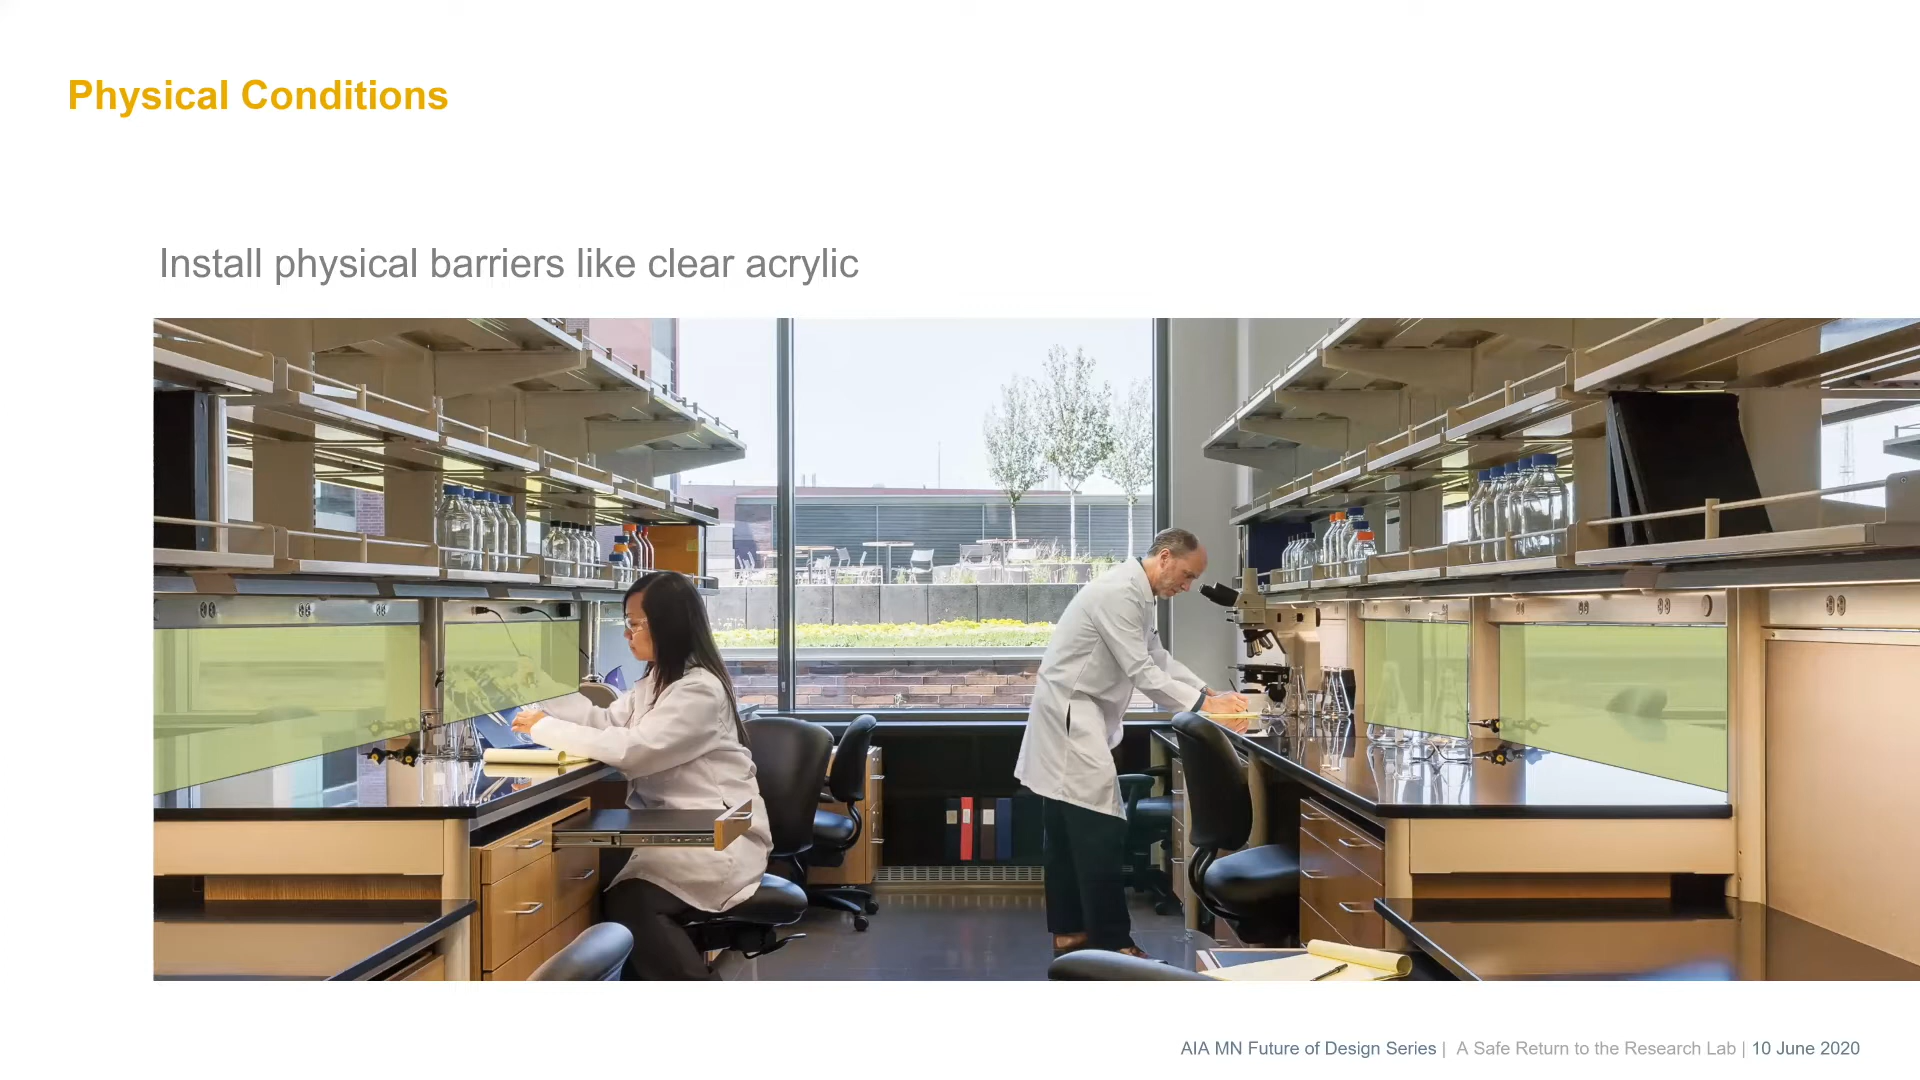 Physical Conditions
Install physical barriers like clear acrylic
AIA MN Future of Design Series | A Safe Return to the Research Lab | 10 June 2020